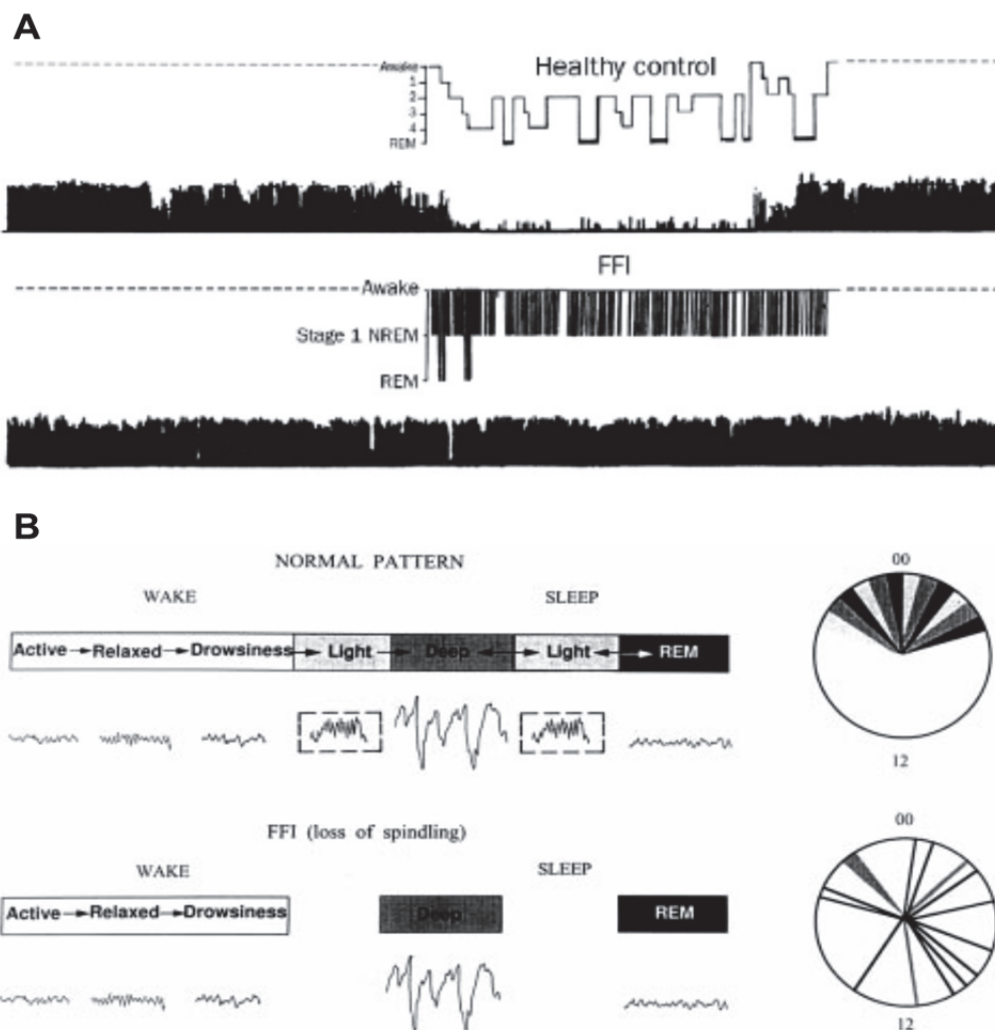 A
Healthy control
Awake
1
2
3
4
REM
FFI
Awake
Stage 1 NREM
REM
B
NORMAL PATTERN
00
WAKE SLEEP
Active Relaxed Drowsiness Light Deep Light REM
12
FFI (loss of spindling)
00
WAKE SLEEP
Active Relaxed Drowsiness Deep REM
12